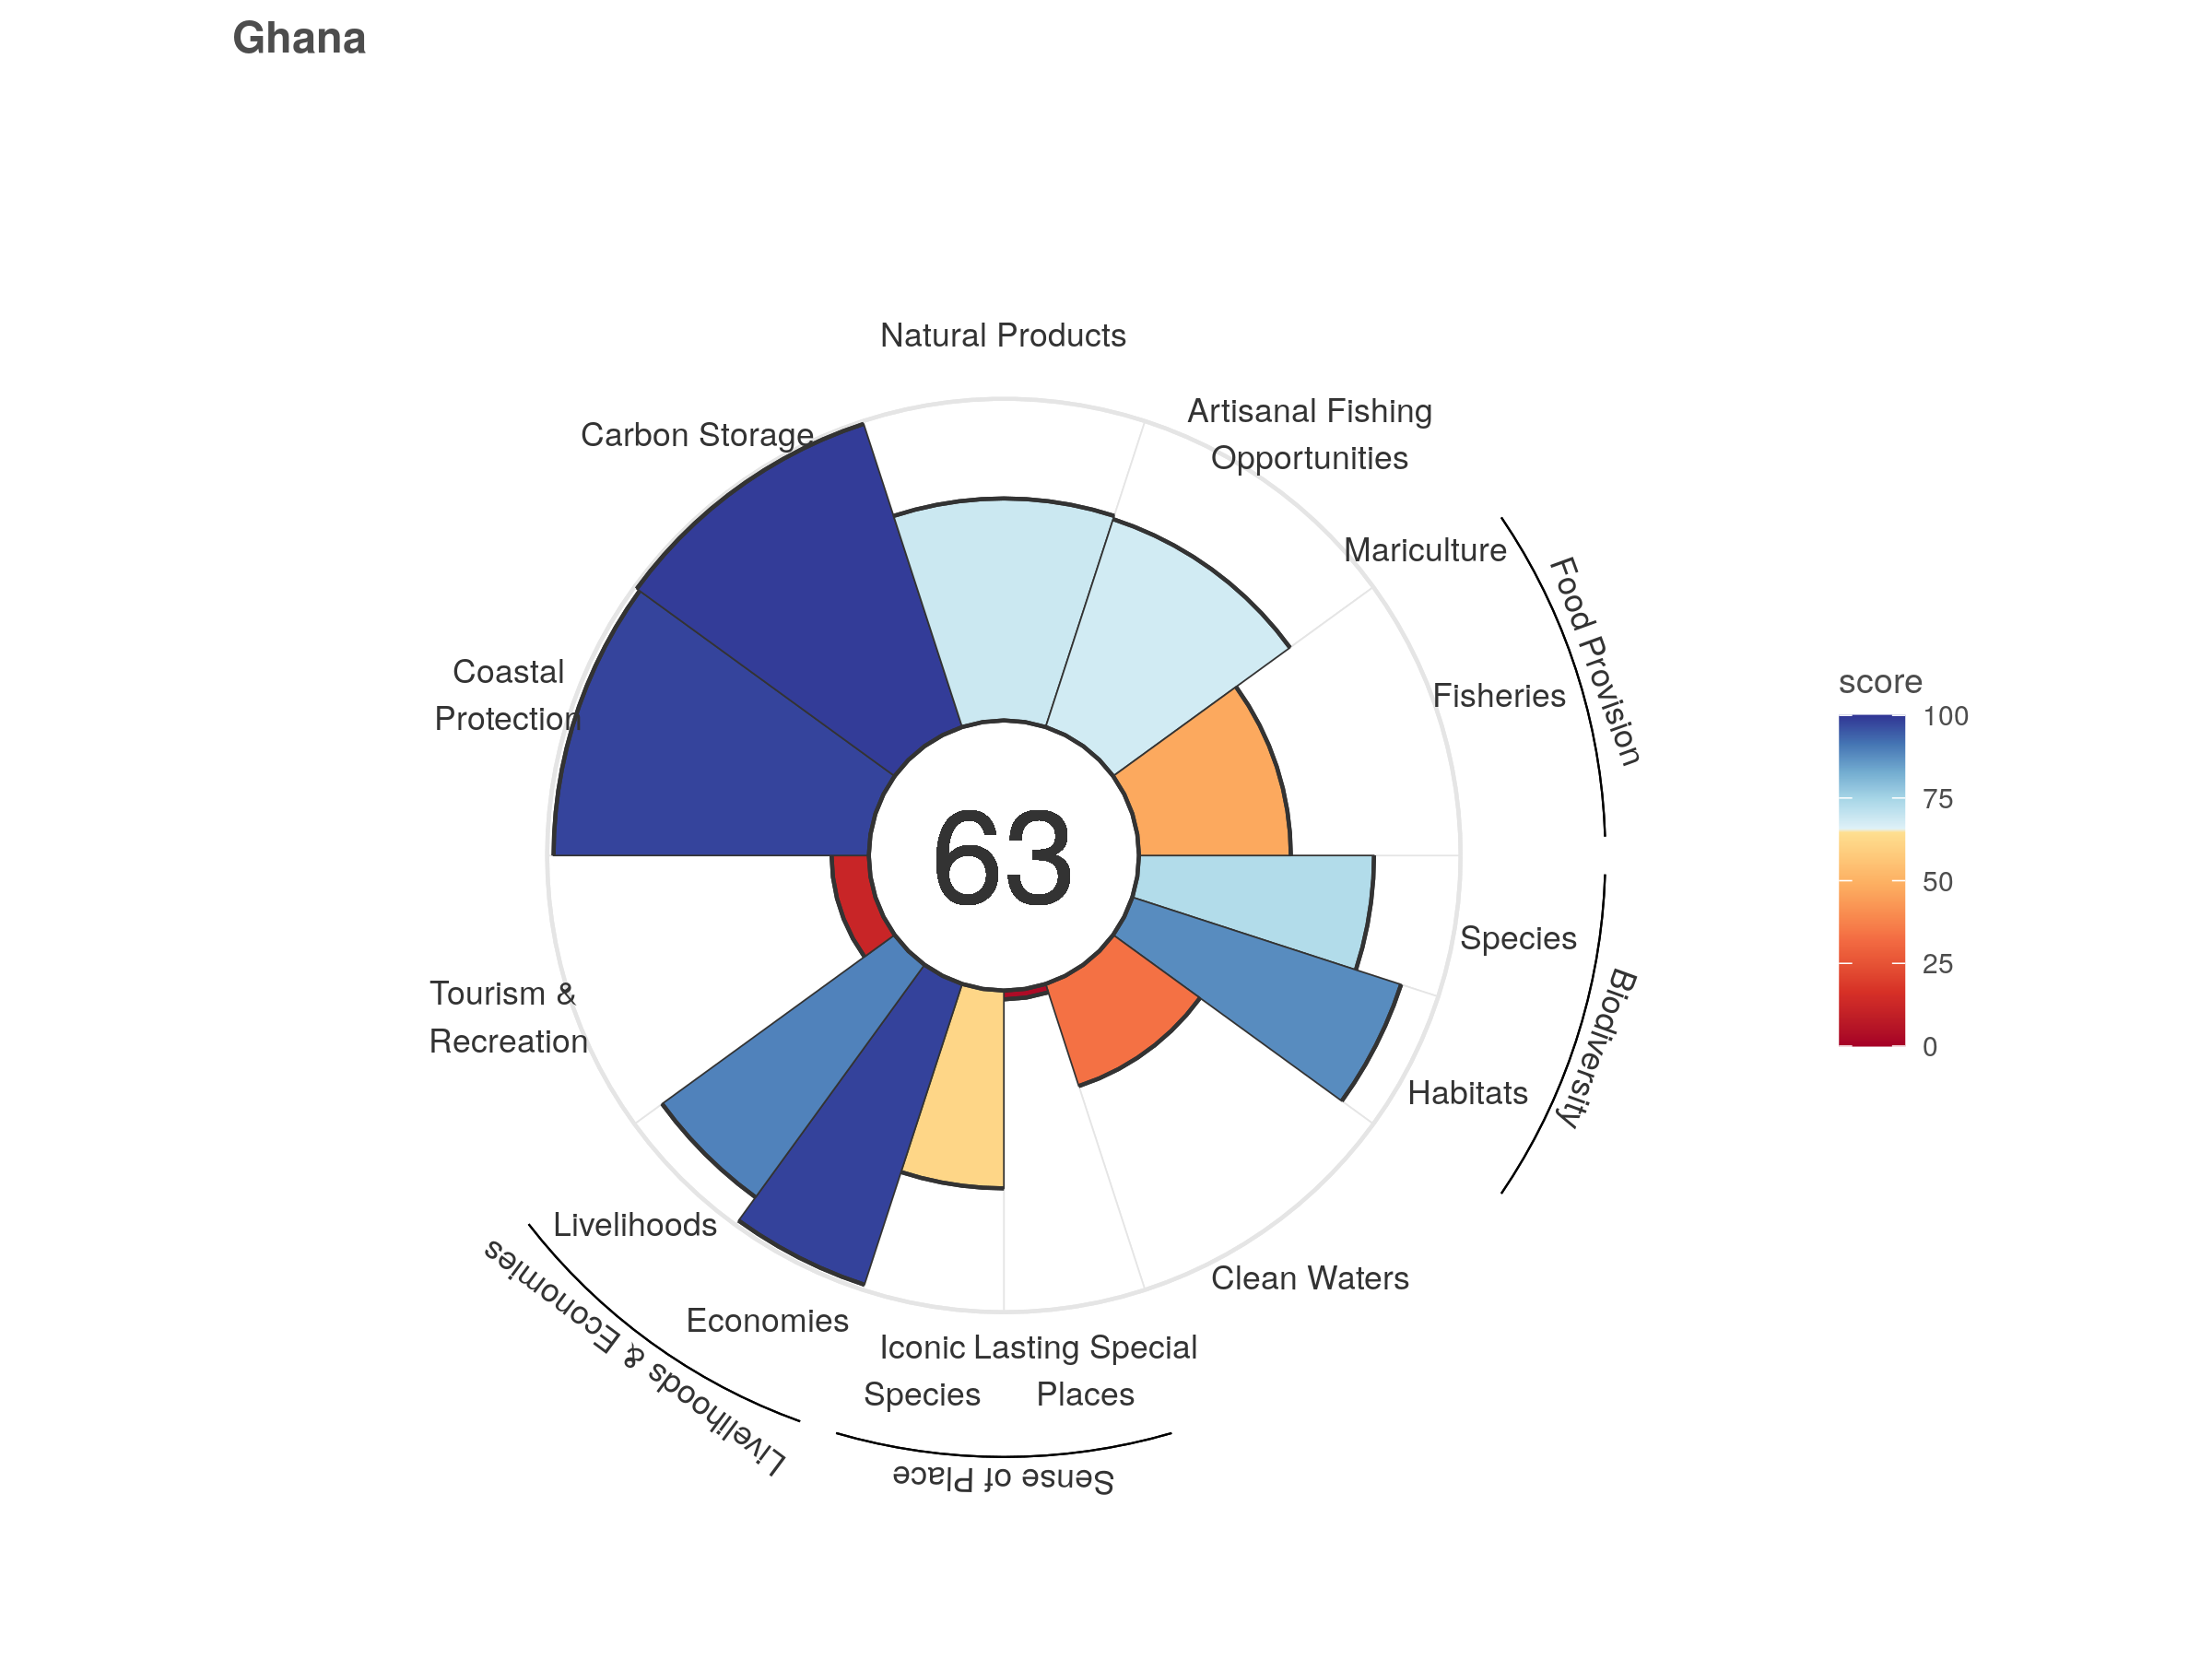 Ghana
Natural Products
Artisanal Fishing
Opportunities
Carbon Storage
Mariculture
Food Provision
Fisheries
Coastal
Protection
score
100
75
50
25
0
63
Species
Biodiversity
Habitats
Tourism &
Recreation
Livelihoods
Livelihoods & Economies
Economies
Clean Waters
Iconic
Species
Lasting Special
Places
Sense of Place